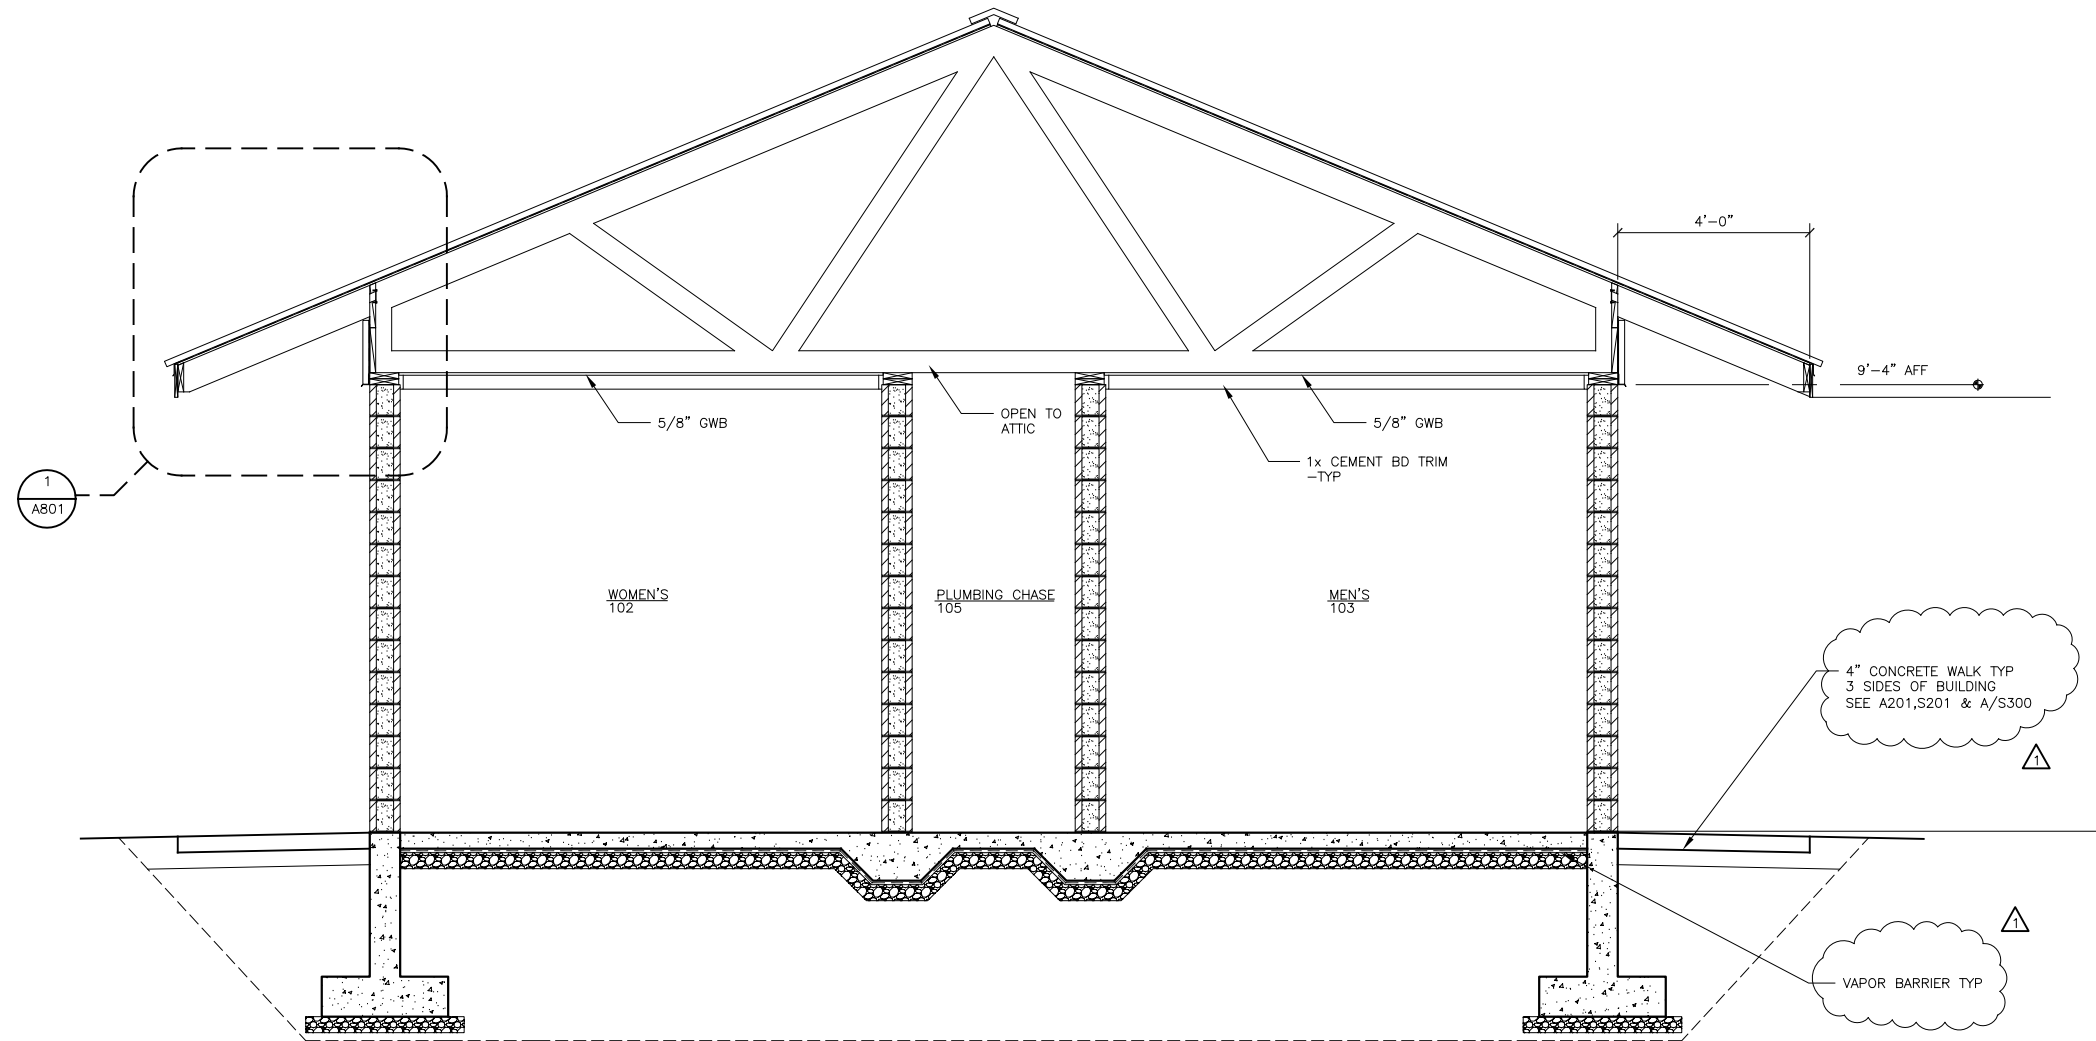 4'-0"
9'-4" AFF
5/8" GWB
OPEN TO
ATTIC
5/8" GWB
1x CEMENT BD TRIM
-TYP
1
A801
WOMEN'S
102
PLUMBING CHASE
105
MEN'S
103
4" CONCRETE WALK TYP
3 SIDES OF BUILDING
SEE A201,S201 & A/S300
1
1
VAPOR BARRIER TYP